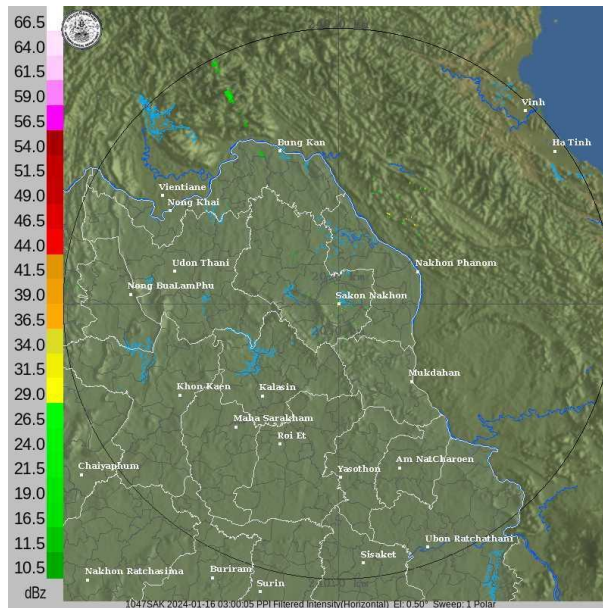 66.5
64.0
61.5
59.0
56.5
54.0
51.5
49.0
46.5
44.0
41.5
39.0
36.5
34.0
31.5
29.0
26.5
24.0
21.5
19.0
16.5
14.0
11.5
10.5
dBz
Vinh
Ha Tinh
Bung Kan
Vientiane
Nong Khai
Udon Thani
Nakhon Phanom
Nong BuaLamPhu
Sakon Nakhon
Mukdahan
Khon Kaen
Kalasin
Maha Sarakham
Roi Et
Chaiyaphum
Yasothon
Am NatCharoen
Ubon Ratchathani
Sisaket
Nakhon Ratchasima
Buriram
Surin
1047SAK 2024-01-16 03:00:05 PPI Filtered Intensity(Horizontal) El: 0.50° Sweep: 1 Polar